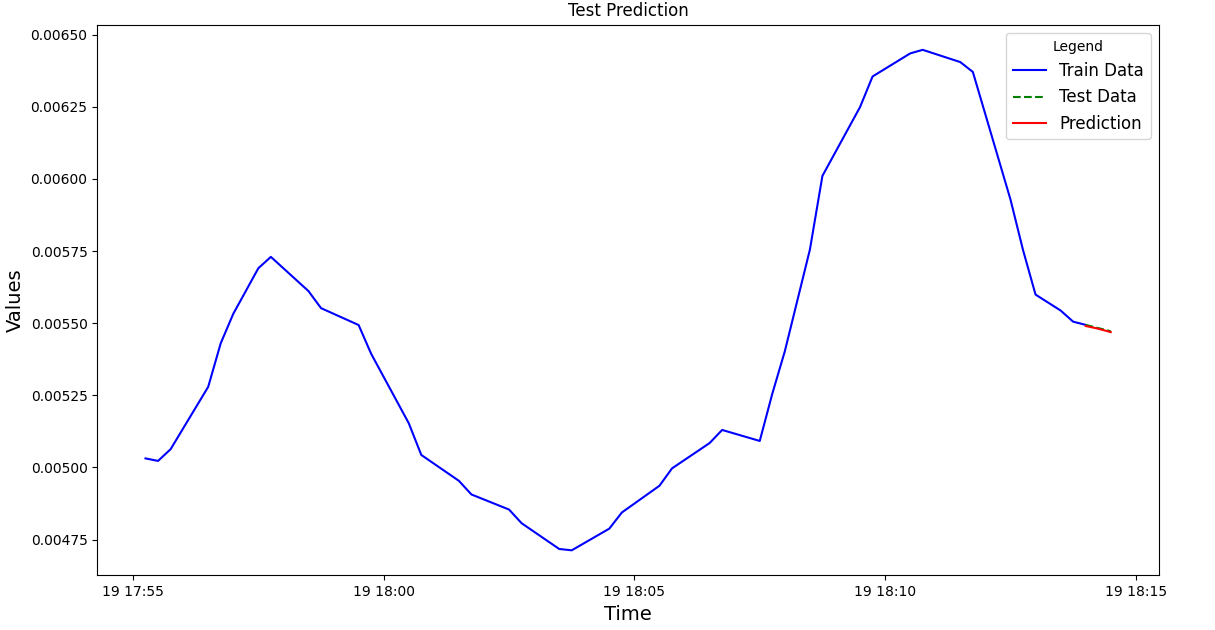 Test Prediction
0.00650
0.00625
0.00600
0.00575
0.00550
0.00525
0.00500
0.00475
Values
Legend
Train Data
Test Data
Prediction
19 17:55 19 18:00 19 18:05 19 18:10 19 18:15
Time